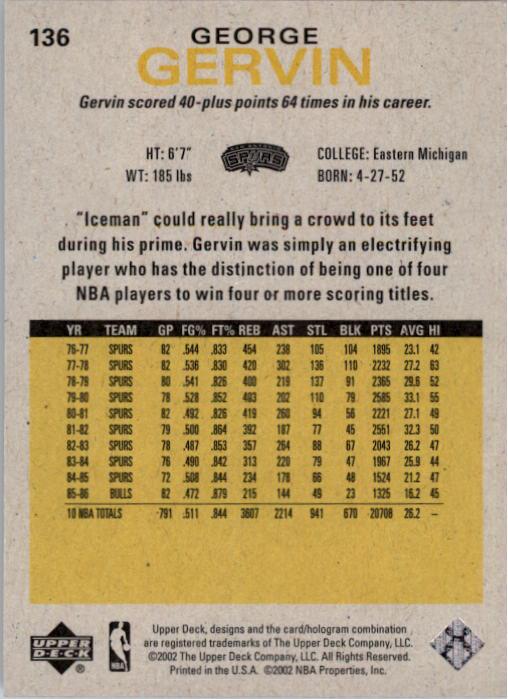 136
GEORGE
GERVIN
Gervin scored 40-plus points 64 times in his career.
HT: 6'7"
WT: 185 lbs
SPURS
COLLEGE: Eastern Michigan
BORN: 4-27-52
"Iceman" could really bring a crowd to its feet
during his prime. Gervin was simply an electrifying
player who has the distinction of being one of four
NBA players to win four or more scoring titles.
YR TEAM GP FG% FT% REB AST STL BLK PTS AVG HI
76-77 SPURS 82 .544 .833 454 238 105 104 1895 23.1 42
77-78 SPURS 82 .536 .830 420 302 136 110 2232 27.2 63
78-79 SPURS 80 .541 .826 400 219 137 91 2365 29.6 52
79-80 SPURS 78 .528 .852 403 202 110 79 2585 33.1 55
80-81 SPURS 82 .492 .826 419 260 94 56 2221 27.1 49
81-82 SPURS 79 .500 .864 392 187 77 45 2551 32.3 50
82-83 SPURS 78 .487 .853 357 264 88 67 2043 26.2 47
83-84 SPURS 76 .490 .842 313 220 79 47 1967 25.9 44
84-85 SPURS 72 .508 .844 234 178 66 48 1524 21.2 47
85-86 BULLS 82 .472 .879 215 144 49 23 1325 16.2 45
10 NBA TOTALS 791 .511 .844 3607 2214 941 670 20708 26.2 –
UPPER
DECK
®
NBA
Upper Deck, designs and the card/hologram combination
are registered trademarks of The Upper Deck Company, LLC.
©2002 The Upper Deck Company, LLC. All Rights Reserved.
Printed in the U.S.A. ©2002 NBA Properties, Inc.